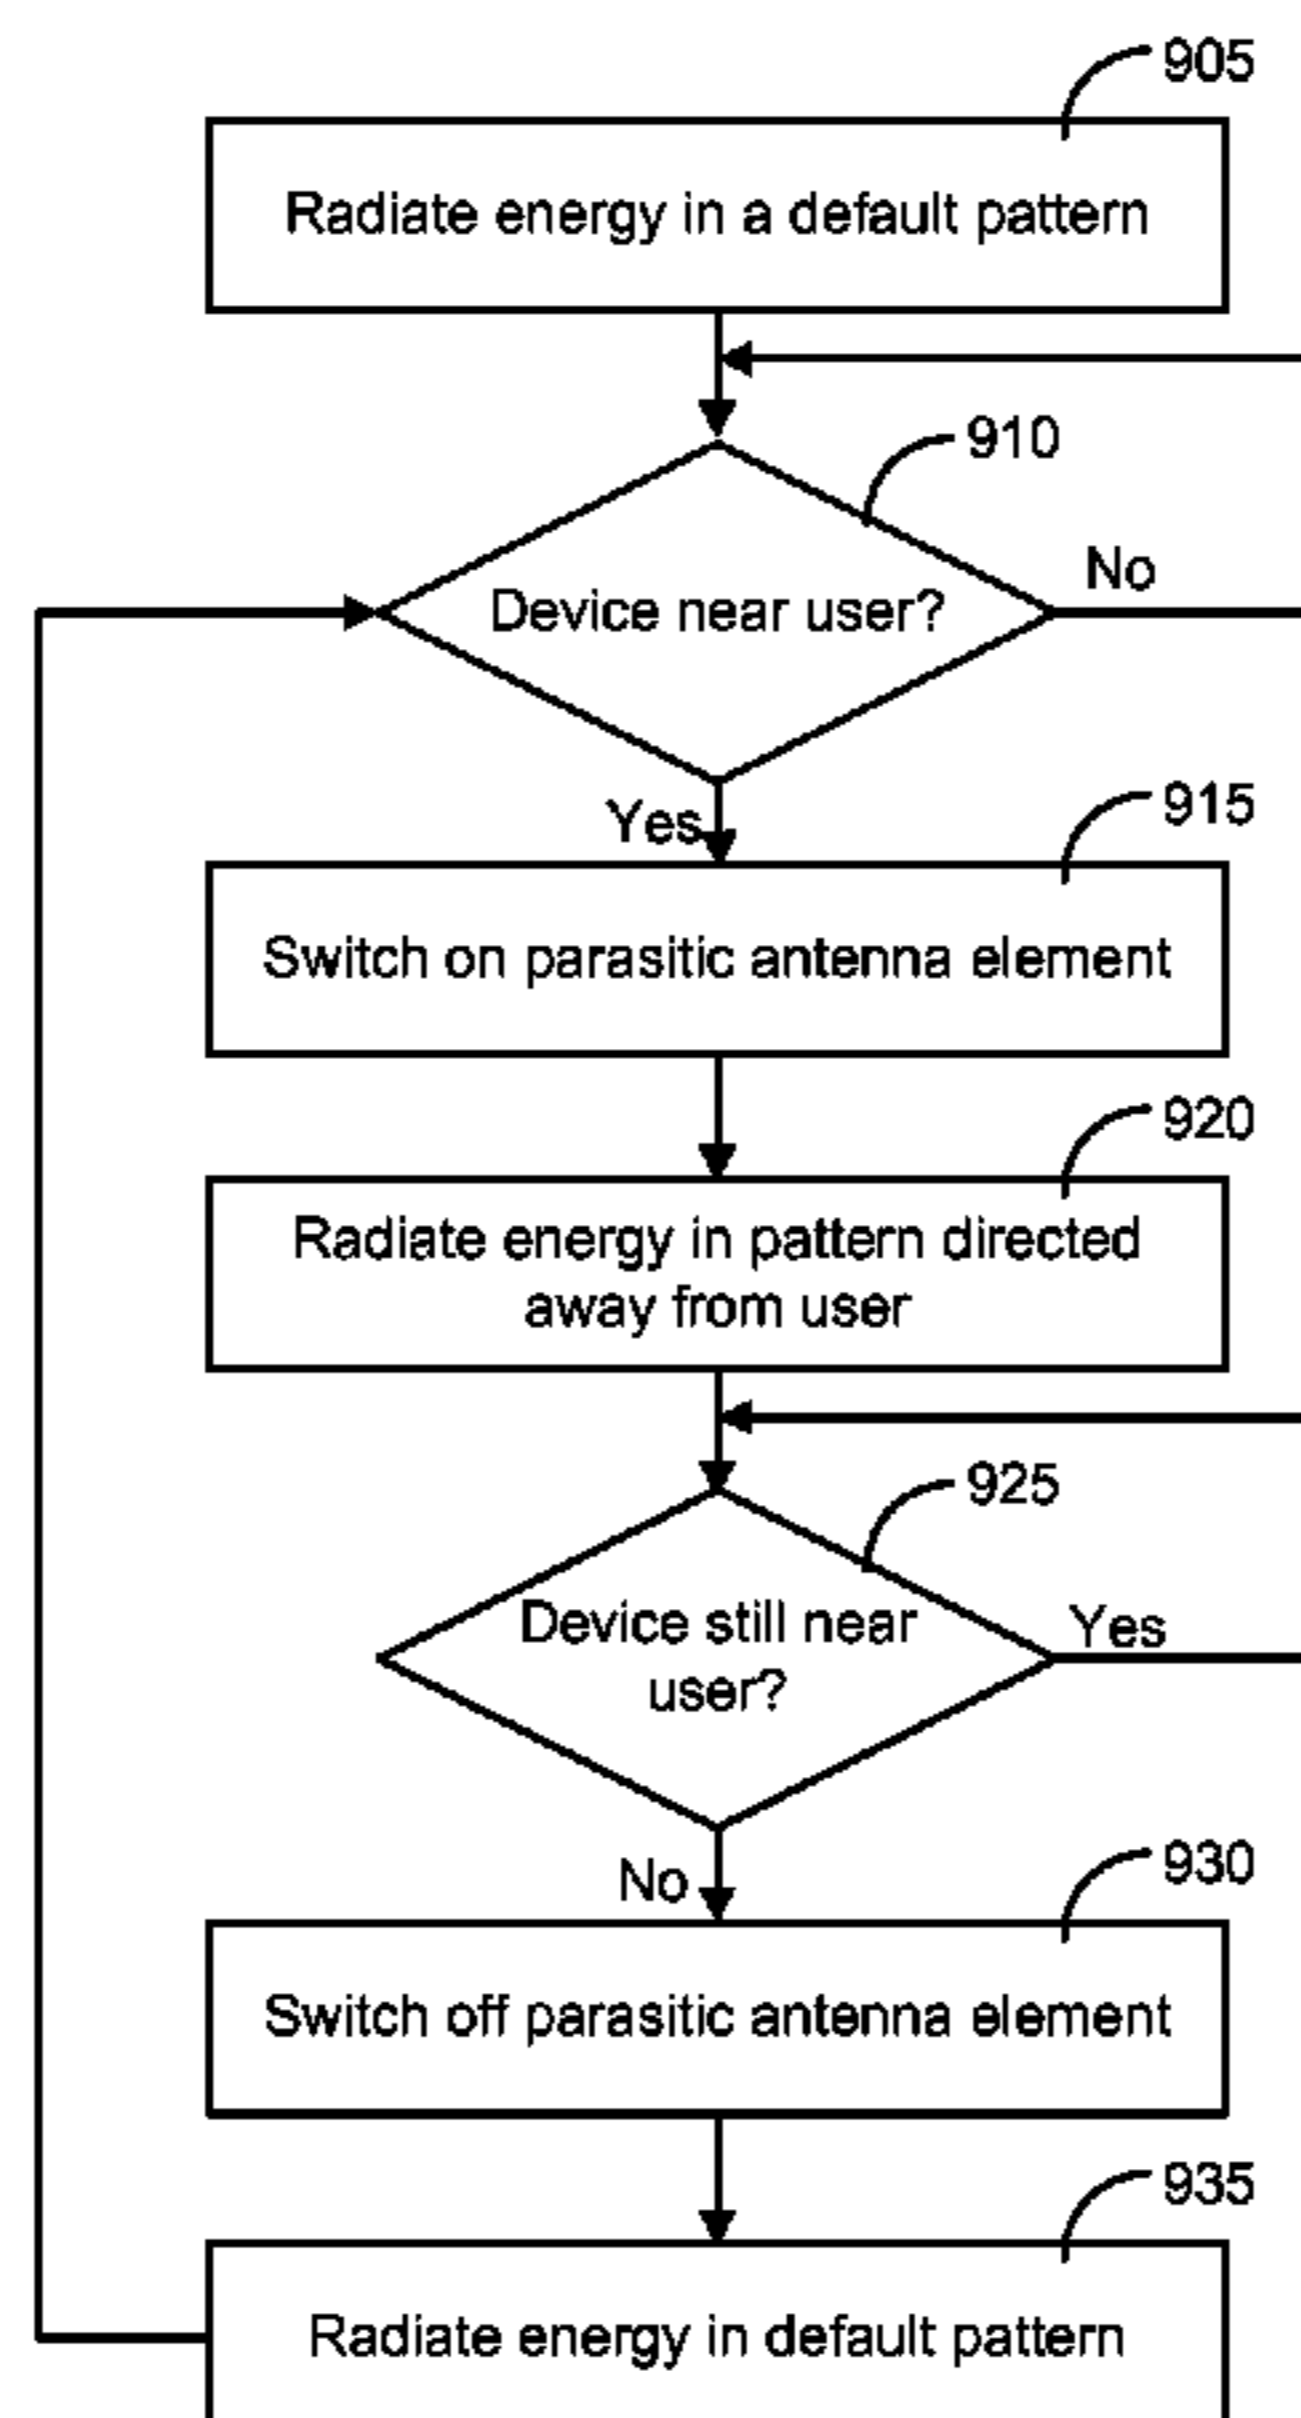 905
Radiate energy in a default pattern
910
No
Device near user?
Yes
915
Switch on parasitic antenna element
920
Radiate energy in pattern directed
away from user
925
Yes
Device still near
user?
No
930
Switch off parasitic antenna element
935
Radiate energy in default pattern